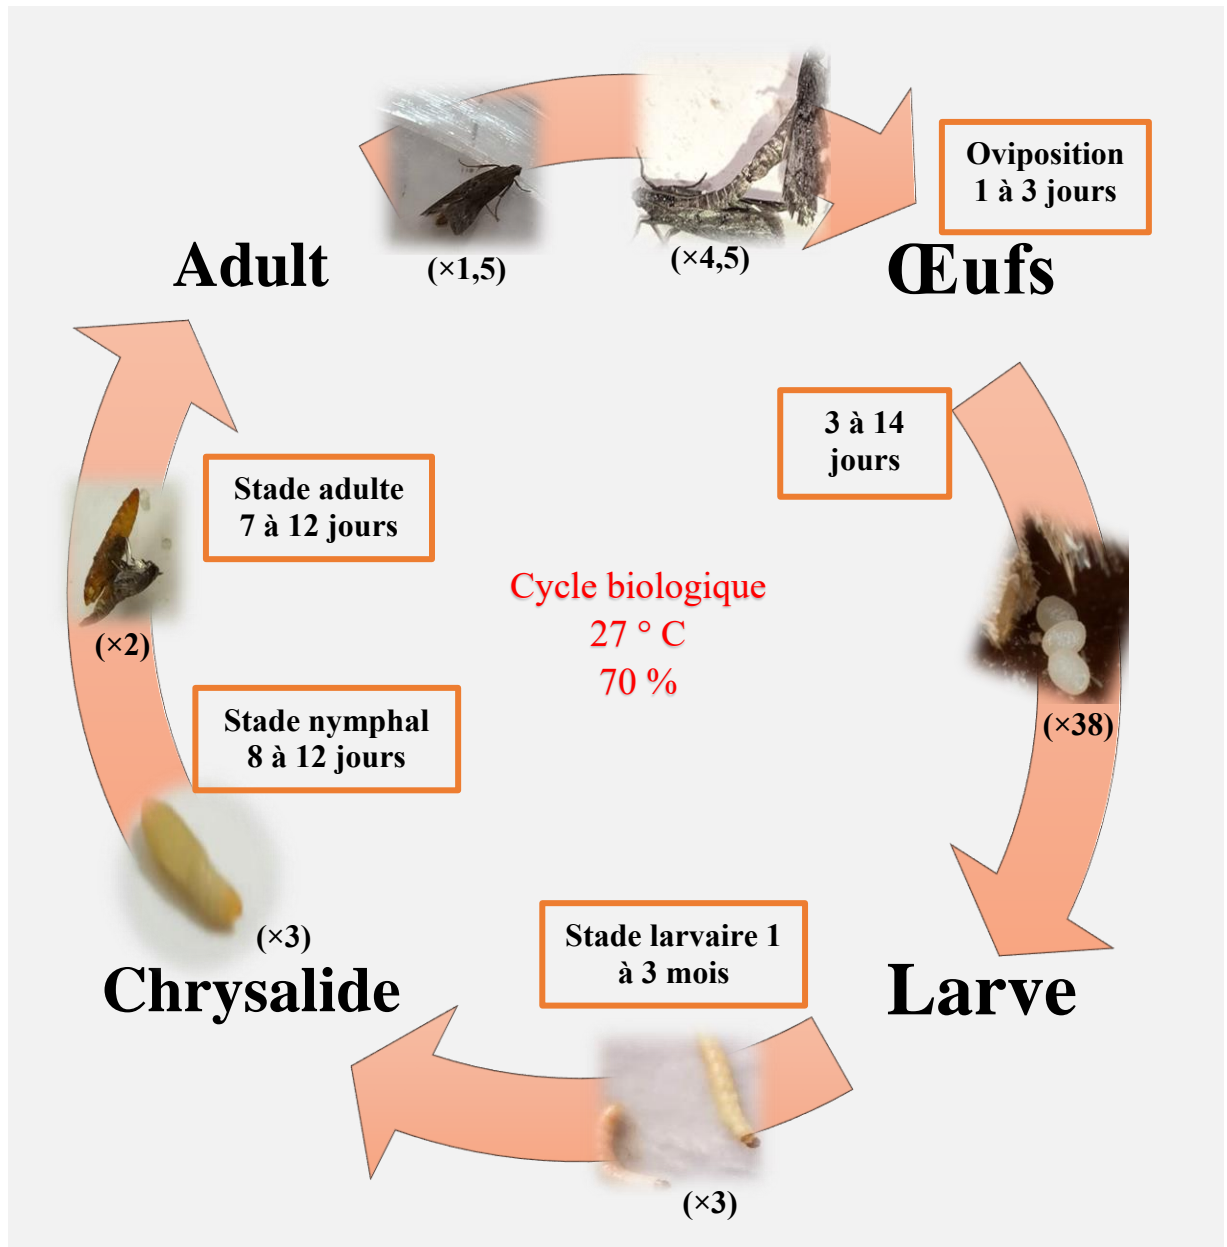 Oviposition
1 à 3 jours
(×1,5)
(×4,5)
Adult
Œufs
3 à 14
jours
Stade adulte
7 à 12 jours
Cycle biologique
27 ° C
70 %
(×2)
Stade nymphal
8 à 12 jours
(×38)
(×3)
Stade larvaire 1
à 3 mois
Chrysalide
Larve
(×3)